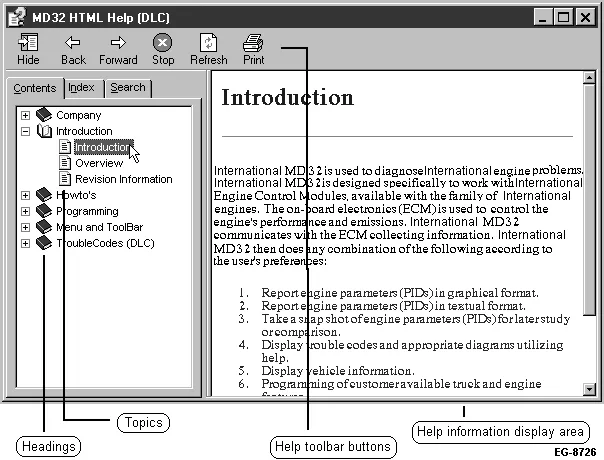 MD32 HTML Help (DLC)
Hide Back Forward Stop Refresh Print
Contents Index Search
Company
Introduction
Introduction
Overview
Revision Information
Howto's
Programming
Menu and ToolBar
TroubleCodes (DLC)
Introduction
International MD32 is used to diagnose International engine problems.
International MD32 is designed specifically to work with International
Engine Control Modules, available with the family of International
engines. The on-board electronics (ECM) is used to control the
engine's performance and emissions. International MD32
communicates with the ECM collecting information. International
MD32 then does any combination of the following according to
the user's preferences:
1. Report engine parameters (PIDs) in graphical format.
2. Report engine parameters (PIDs) in textual format.
3. Take a snap shot of engine parameters (PIDs) for later study
or comparison.
4. Display trouble codes and appropriate diagrams utilizing
help.
5. Display vehicle information.
6. Programming of customer available truck and engine
features
Topics
Headings
Help toolbar buttons
Help information display area
EG-8726